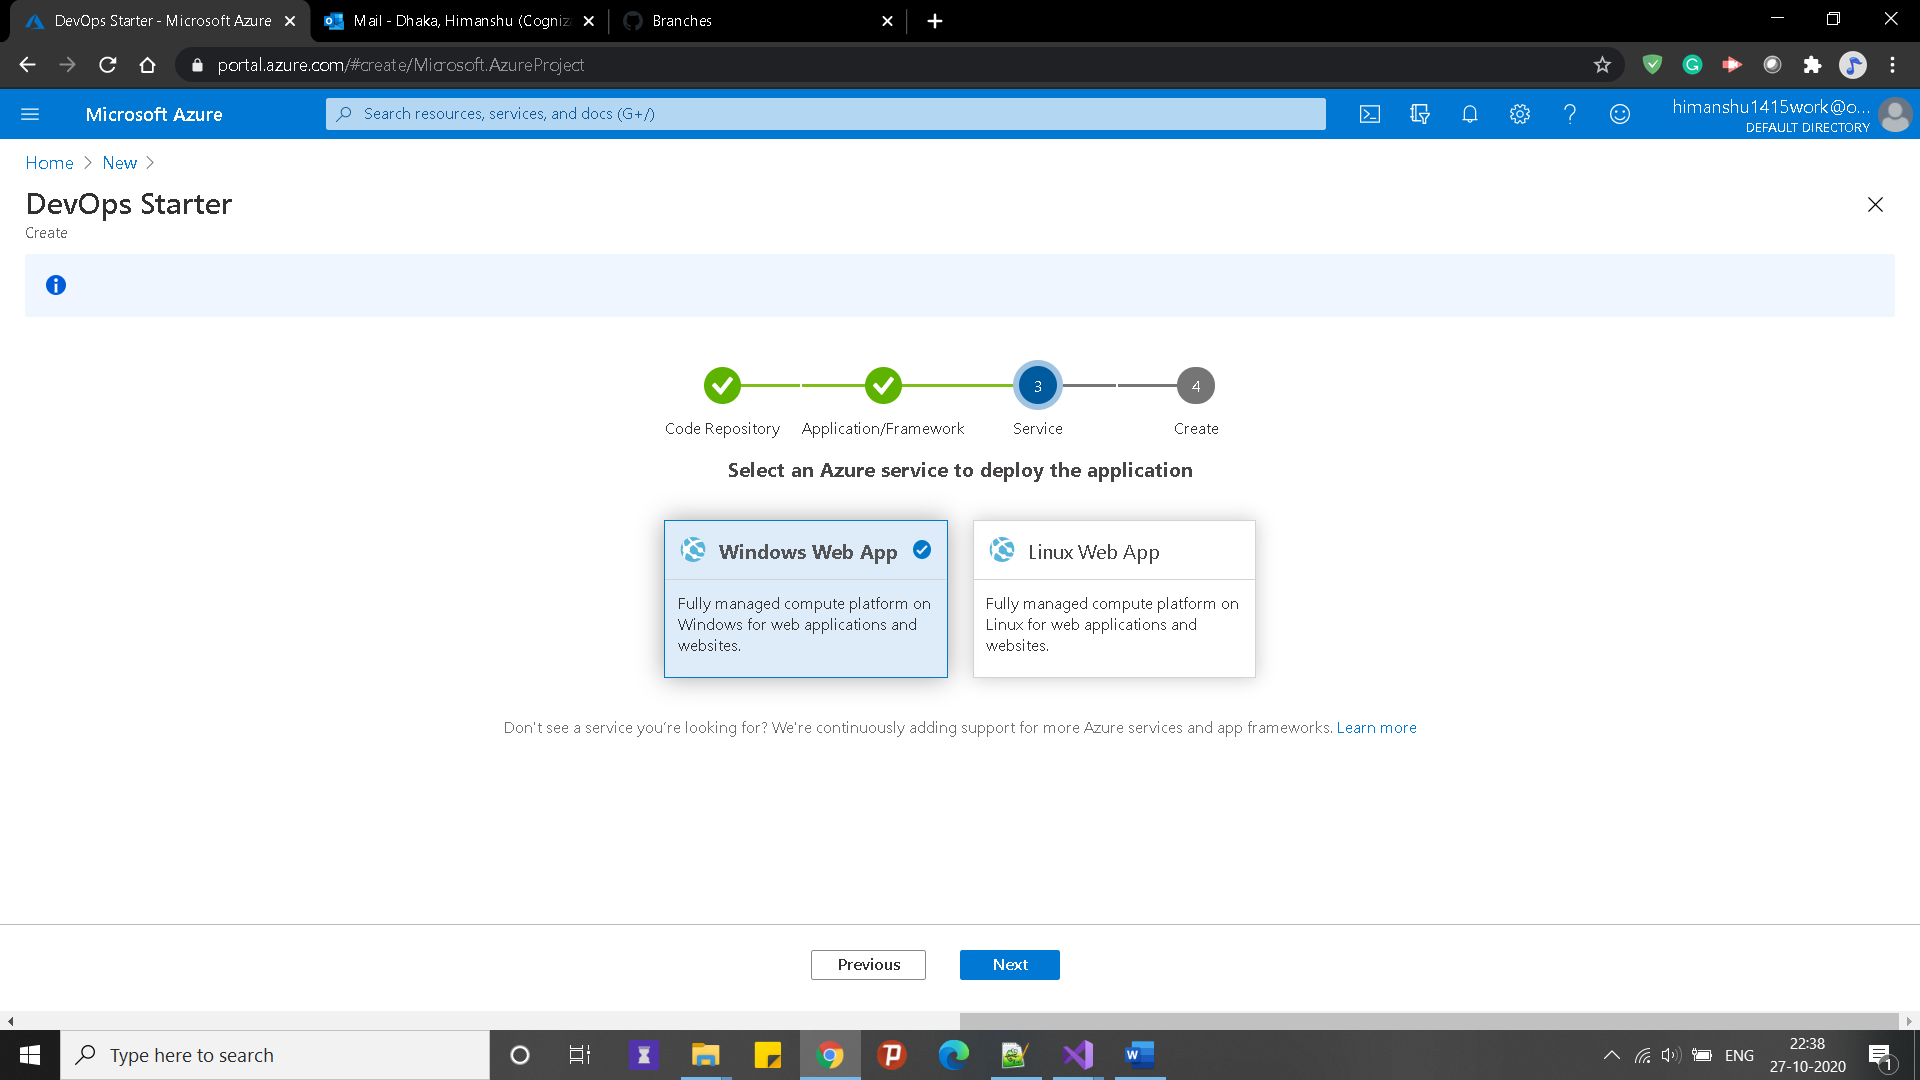 DevOps Starter - Microsoft Azure
Mail - Dhaka, Himanshu (Cogniz
Branches
portal.azure.com/#create/Microsoft.AzureProject
Microsoft Azure
Search resources, services, and docs (G+/)
himanshu1415work@o...
DEFAULT DIRECTORY
Home > New >
DevOps Starter
Create
3
4
Code Repository
Application/Framework
Service
Create
Select an Azure service to deploy the application
Windows Web App
Fully managed compute platform on
Windows for web applications and
websites.
Linux Web App
Fully managed compute platform on
Linux for web applications and
websites.
Don't see a service you're looking for? We're continuously adding support for more Azure services and app frameworks. Learn more
Previous
Next
Type here to search
ENG
22:38
27-10-2020
1